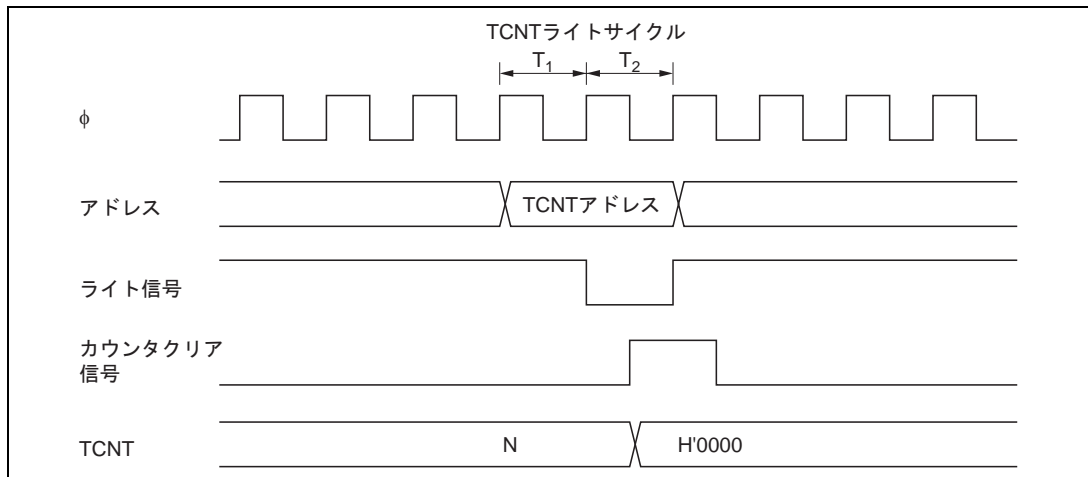 TCNTライトサイクル
T1 T2
φ
アドレス
TCNTアドレス
ライト信号
カウンタクリア
信号
TCNT
N
H'0000